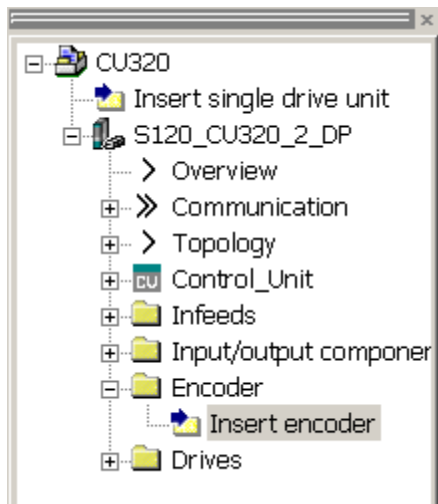 CU320
Insert single drive unit
S120_CU320_2_DP
Overview
Communication
Topology
CU Control_Unit
Infeeds
Input/output componer
Encoder
Insert encoder
Drives